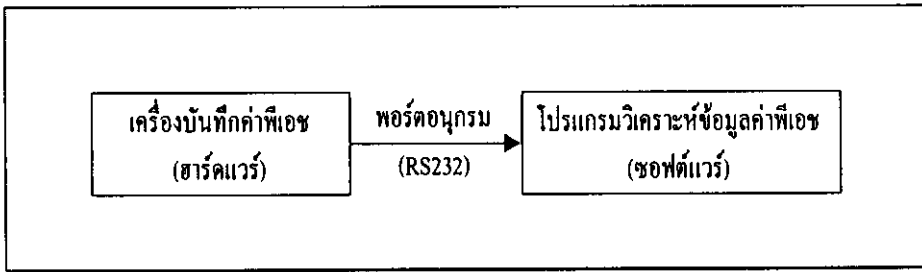 เครื่องบันทึกค่าพีเอช
(ฮาร์ดแวร์)
พอร์ตอนุกรม
(RS232)
โปรแกรมวิเคราะห์ข้อมูลค่าพีเอช
(ซอฟต์แวร์)